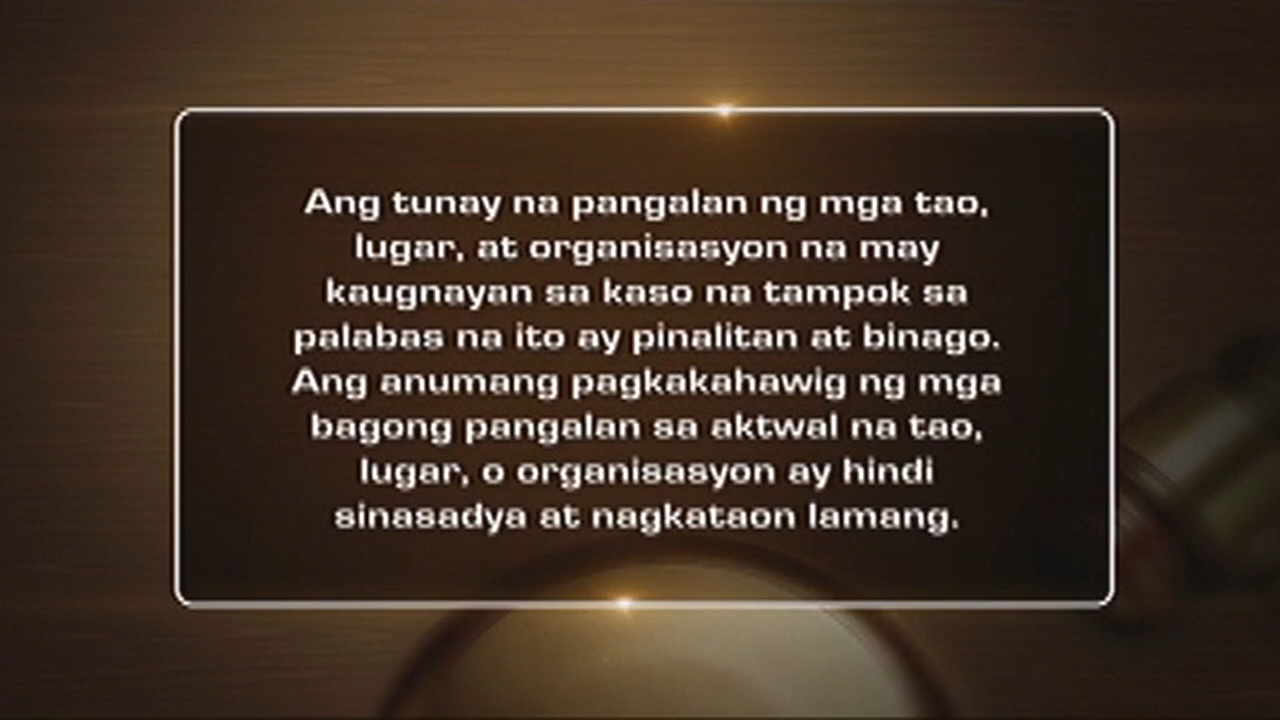 Ang tunay na pangalan ng mga tao,
lugar, at organisasyon na may
kaugnayan sa kaso na tampok sa
palabas na ito ay pinalitan at binago.
Ang anumang pagkakahawig ng mga
bagong pangalan sa aktwal na tao,
lugar, o organisasyon ay hindi
sinasadya at nagkataon lamang.